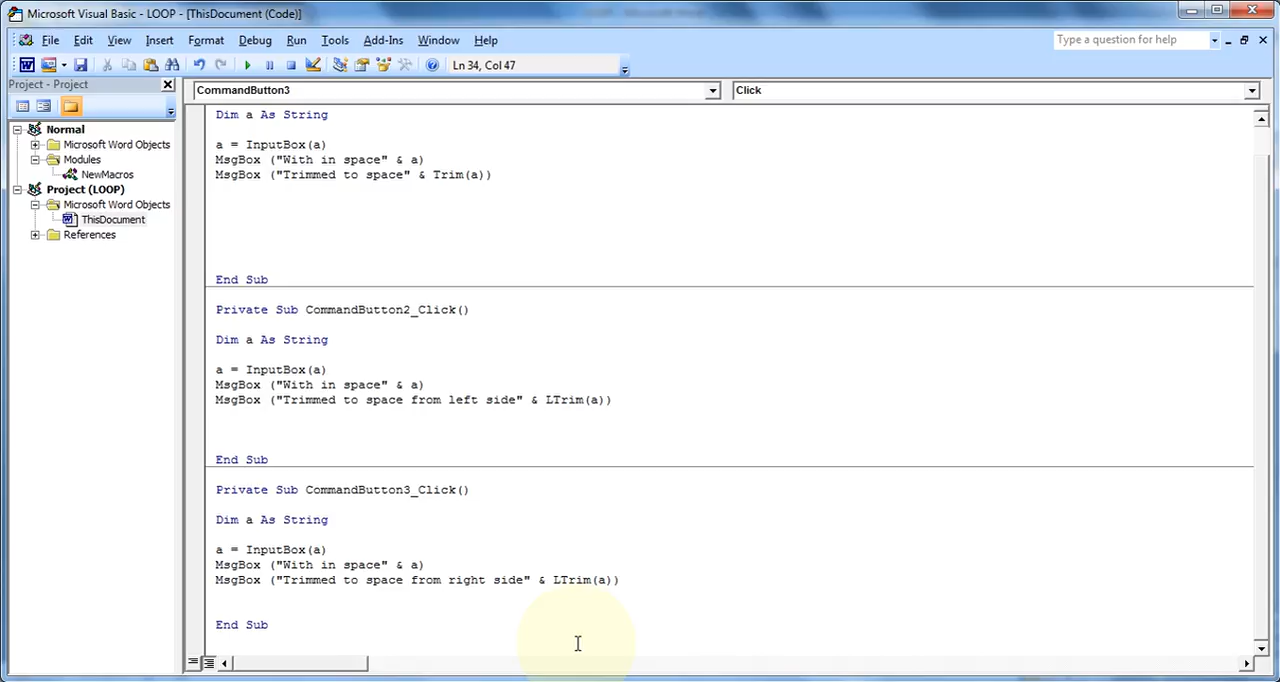 Microsoft Visual Basic - LOOP - [ThisDocument (Code)]
File Edit View Insert Format Debug Run Tools Add-Ins Window Help
Type a question for help
Ln 34, Col 47
Project - Project
CommandButton3
Click
Normal
Microsoft Word Objects
Modules
NewMacros
Project (LOOP)
Microsoft Word Objects
ThisDocument
References
Dim a As String
a = InputBox(a)
MsgBox ("With in space" & a)
MsgBox ("Trimmed to space" & Trim(a))
End Sub
Private Sub CommandButton2_Click()
Dim a As String
a = InputBox(a)
MsgBox ("With in space" & a)
MsgBox ("Trimmed to space from left side" & LTrim(a))
End Sub
Private Sub CommandButton3_Click()
Dim a As String
a = InputBox(a)
MsgBox ("With in space" & a)
MsgBox ("Trimmed to space from right side" & LTrim(a))
End Sub